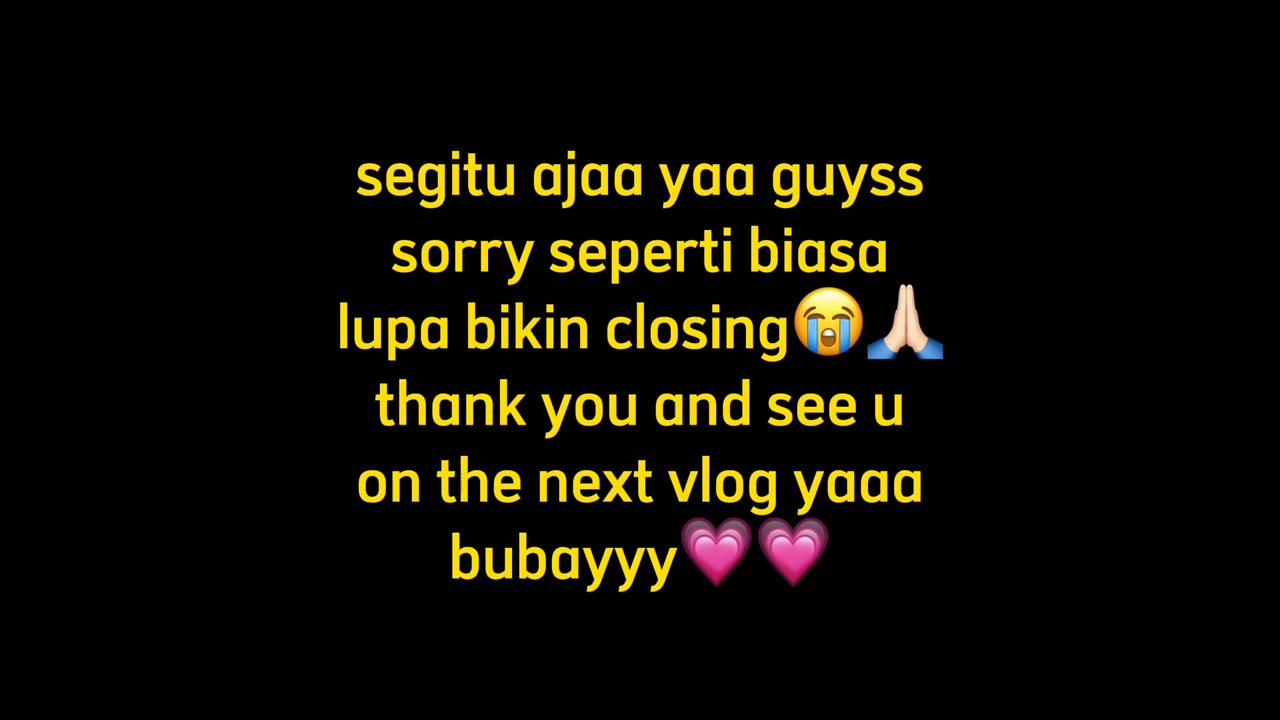 segitu ajaa yaa guyss
sorry seperti biasa
lupa bikin closing😭🙏🏻
thank you and see u
on the next vlog yaaa
bubayyy💗💗